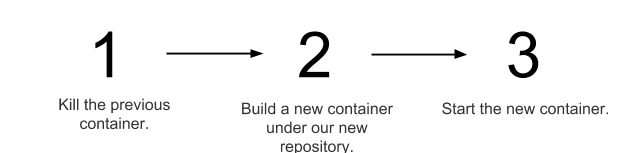 1
2
3
Kill the previous
container.
Build a new container
under our new
repository.
Start the new container.